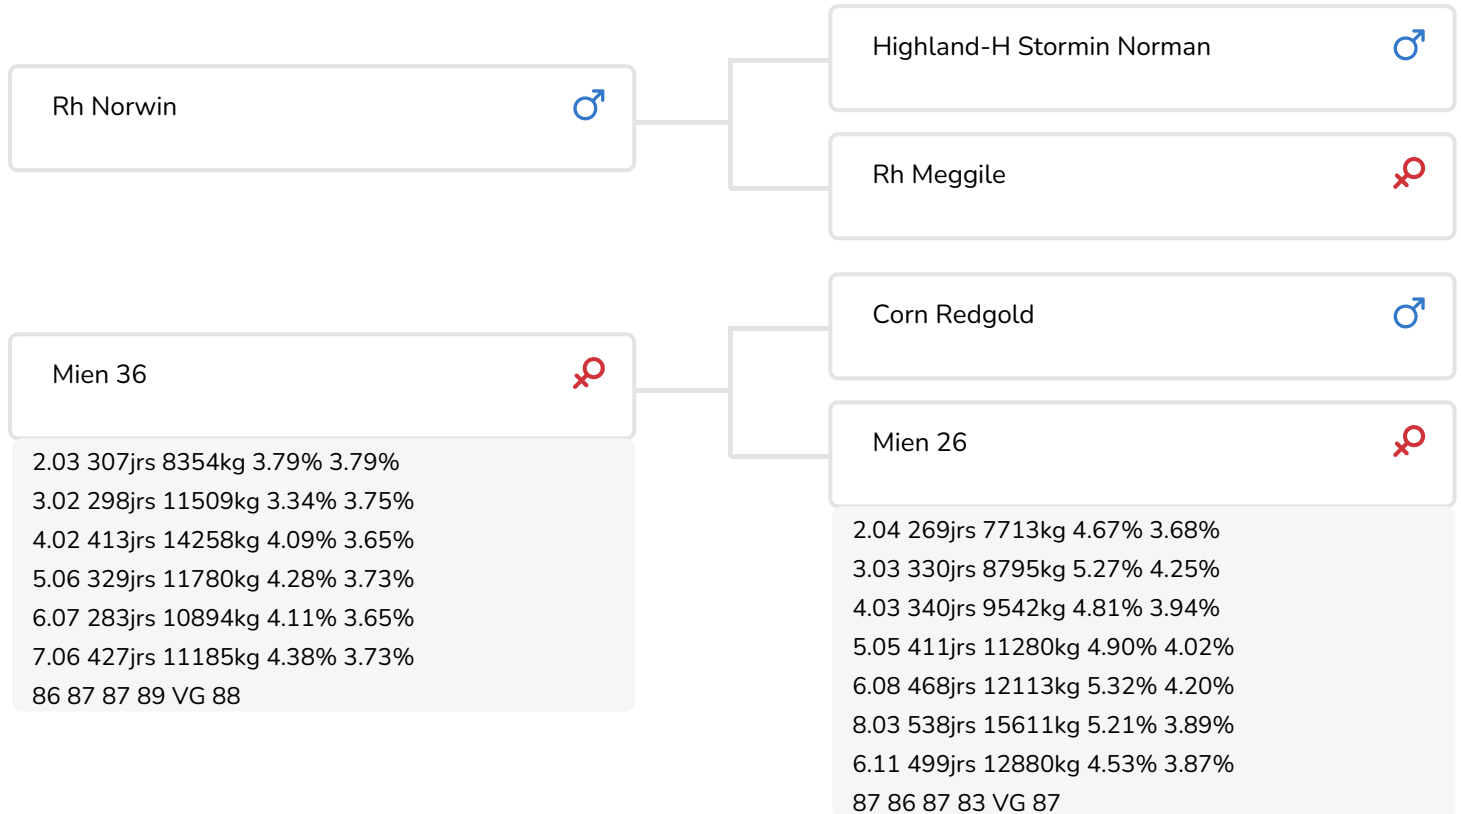 Highland-H Stormin Norman
Rh Norwin
Rh Meggile
Corn Redgold
Mien 36
2.03 307jrs 8354kg 3.79% 3.79%
3.02 298jrs 11509kg 3.34% 3.75%
4.02 413jrs 14258kg 4.09% 3.65%
5.06 329jrs 11780kg 4.28% 3.73%
6.07 283jrs 10894kg 4.11% 3.65%
7.06 427jrs 11185kg 4.38% 3.73%
86 87 87 89 VG 88
Mien 26
2.04 269jrs 7713kg 4.67% 3.68%
3.03 330jrs 8795kg 5.27% 4.25%
4.03 340jrs 9542kg 4.81% 3.94%
5.05 411jrs 11280kg 4.90% 4.02%
6.08 468jrs 12113kg 5.32% 4.20%
8.03 538jrs 15611kg 5.21% 3.89%
6.11 499jrs 12880kg 4.53% 3.87%
87 86 87 83 VG 87